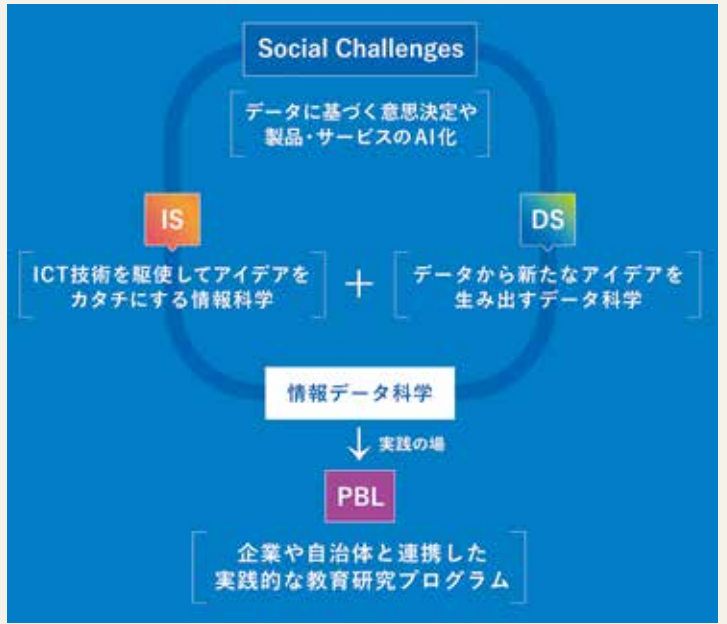 Social Challenges
データに基づく意思決定や
製品・サービスのAI化
IS
DS
ICT技術を駆使してアイデアを
カタチにする情報科学
+
データから新たなアイデアを
生み出すデータ科学
情報データ科学
実践の場
PBL
企業や自治体と連携した
実践的な教育研究プログラム